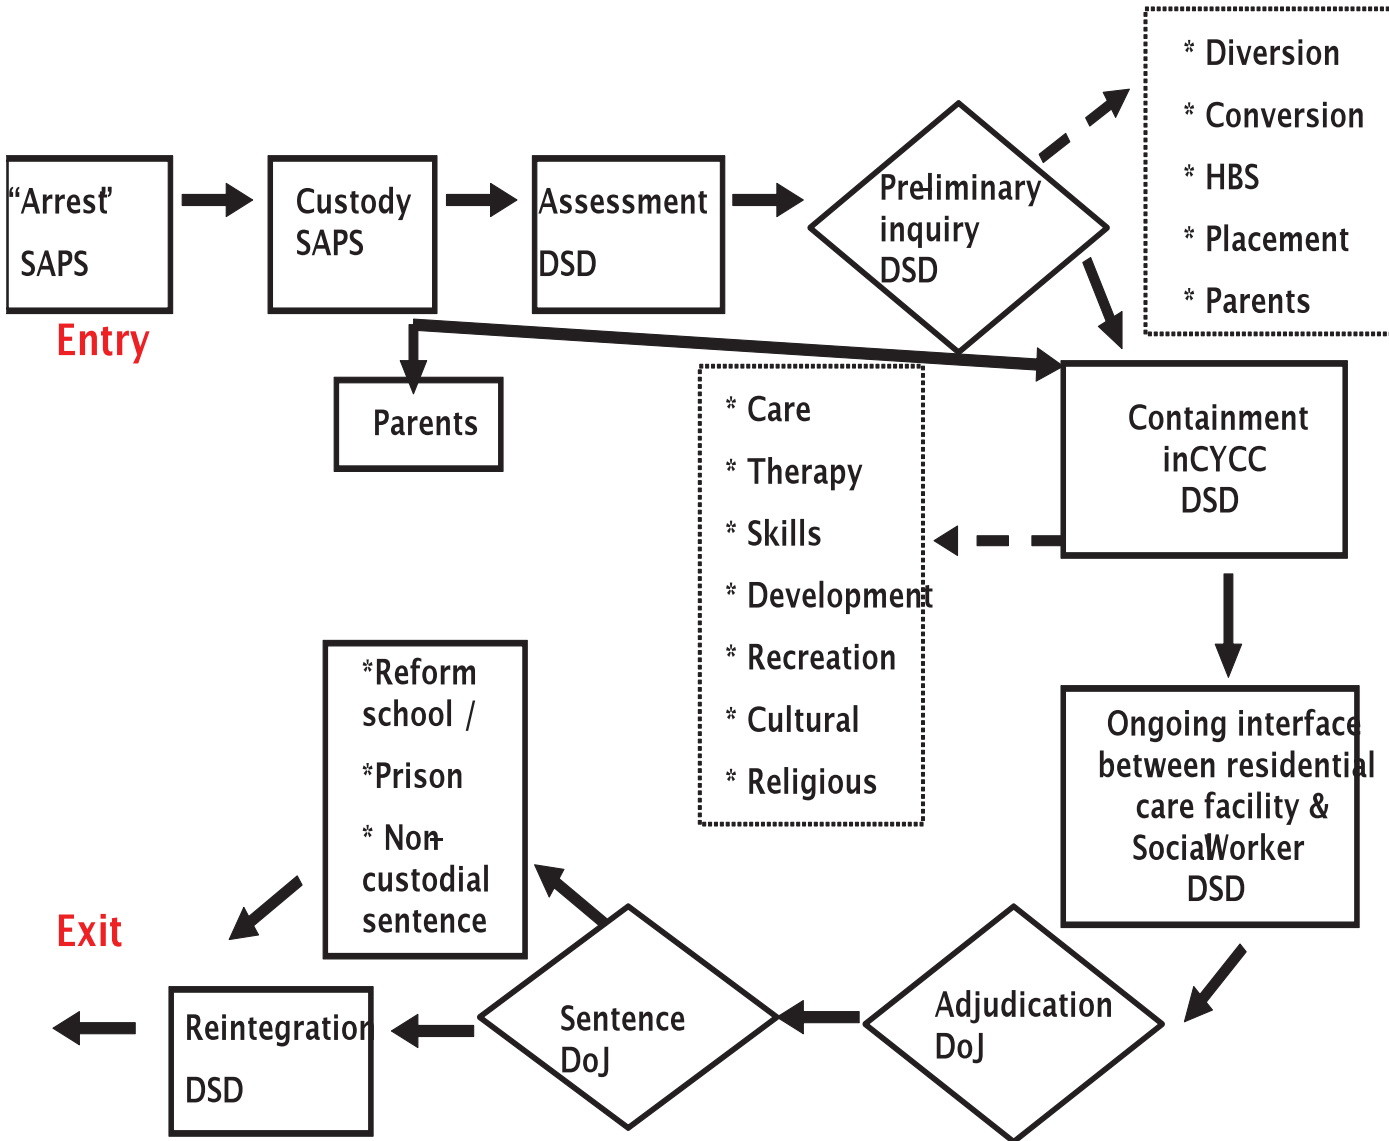 “Arrest”
SAPS
Entry
Custody
SAPS
Assessment
DSD
Pre-liminary
inquiry
DSD
* Diversion
* Conversion
* HBS
* Placement
* Parents
Parents
* Care
* Therapy
* Skills
* Development
* Recreation
* Cultural
* Religious
Containment
inCYCC
DSD
Ongoing interface
between residential
care facility &
SocialWorker
DSD
Adjudication
DoJ
Sentence
DoJ
*Reform
school /
*Prison
* Non-
custodial
sentence
Exit
Reintegration
DSD